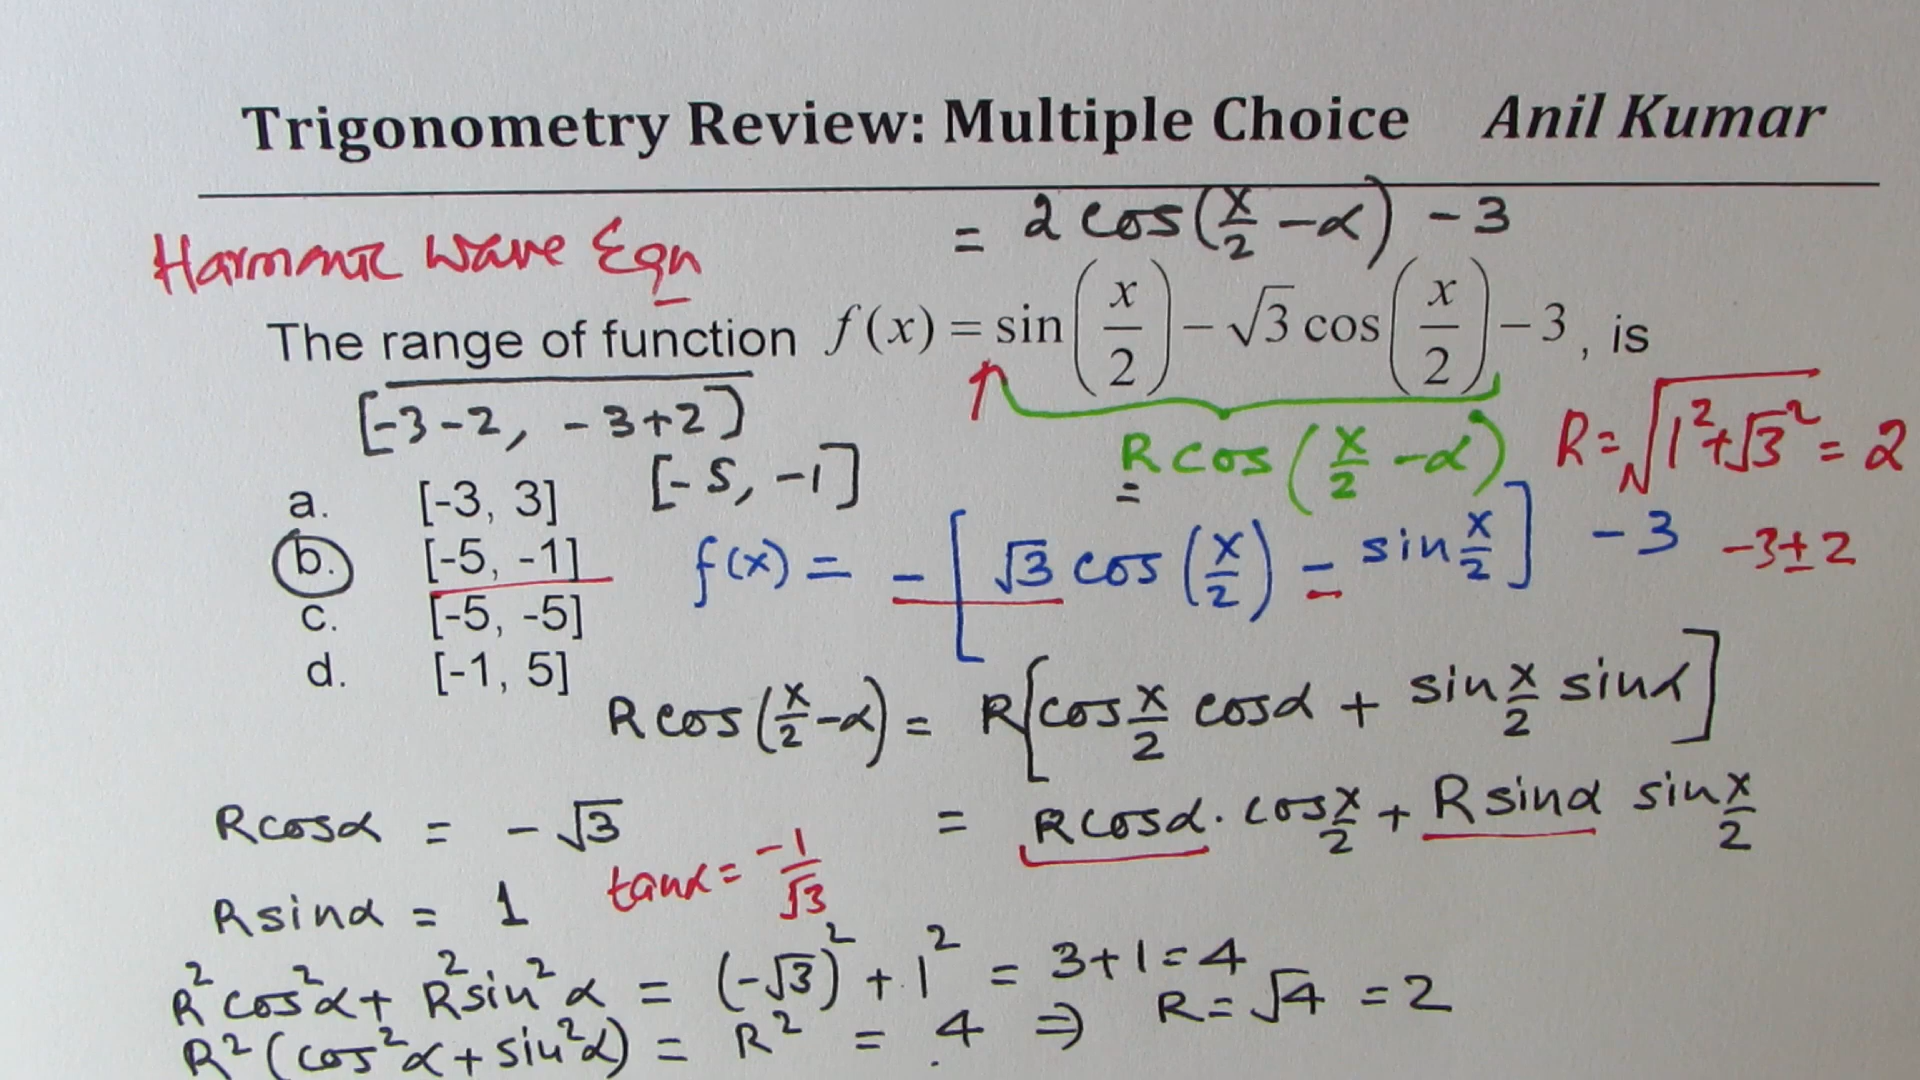 Trigonometry Review: Multiple Choice Anil Kumar
= 2 cos(x/2 - α) - 3
Harmonic Wave Eqn
The range of function f(x) = sin(x/2) - √3 cos(x/2) - 3, is
[-3-2, -3+2]
[-5, -1]
R cos(x/2 - α)
=
R = √(1² + √3²) = 2
a. [-3, 3]
b. [-5, -1]
c. [-5, -5]
d. [-1, 5]
f(x) = -[√3 cos(x/2) - sin x/2] - 3
-3 ± 2
R cos(x/2 - α) = R[cos x/2 cos α + sin x/2 sin α]
= R cos α · cos x/2 + R sin α sin x/2
R cos α = -√3
R sin α = 1
tan α = -1/√3
R² cos² α + R² sin² α = (-√3)² + 1² = 3 + 1 = 4
R² (cos² α + sin² α) = R² = 4 ⇒ R = √4 = 2